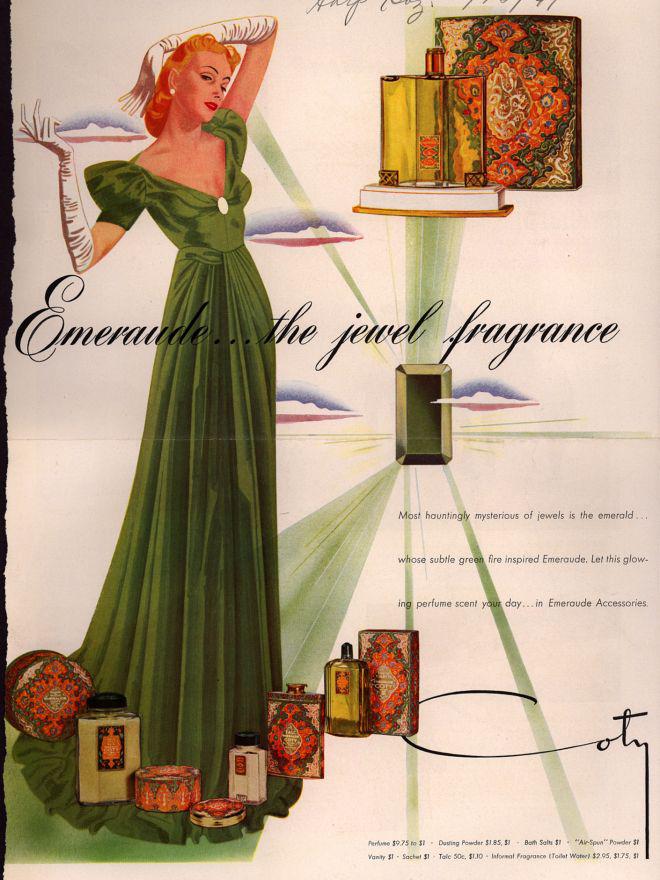 Emeraude...the jewel fragrance
Most hauntingly mysterious of jewels is the emerald...
whose subtle green fire inspired Emeraude. Let this glow-
ing perfume scent your day...in Emeraude Accessories.
Coty
Perfume $9.75 to $1 · Dusting Powder $1.85, $1 · Bath Salts $1 · "Air-Spun" Powder $1
Vanity $1 · Sachet $1 · Talc 50c, $1.10 · Informal Fragrance (Toilet Water) $2.95, $1.75, $1